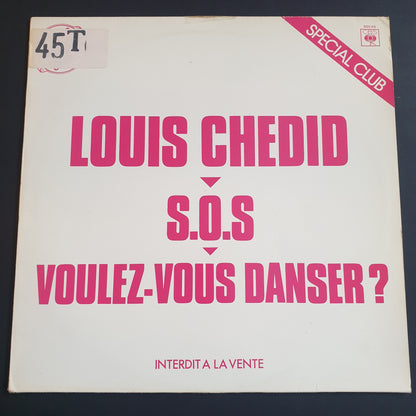 45T
SPECIAL CLUB
LOUIS CHEDID
S.O.S
VOULEZ-VOUS DANSER ?
INTERDIT A LA VENTE